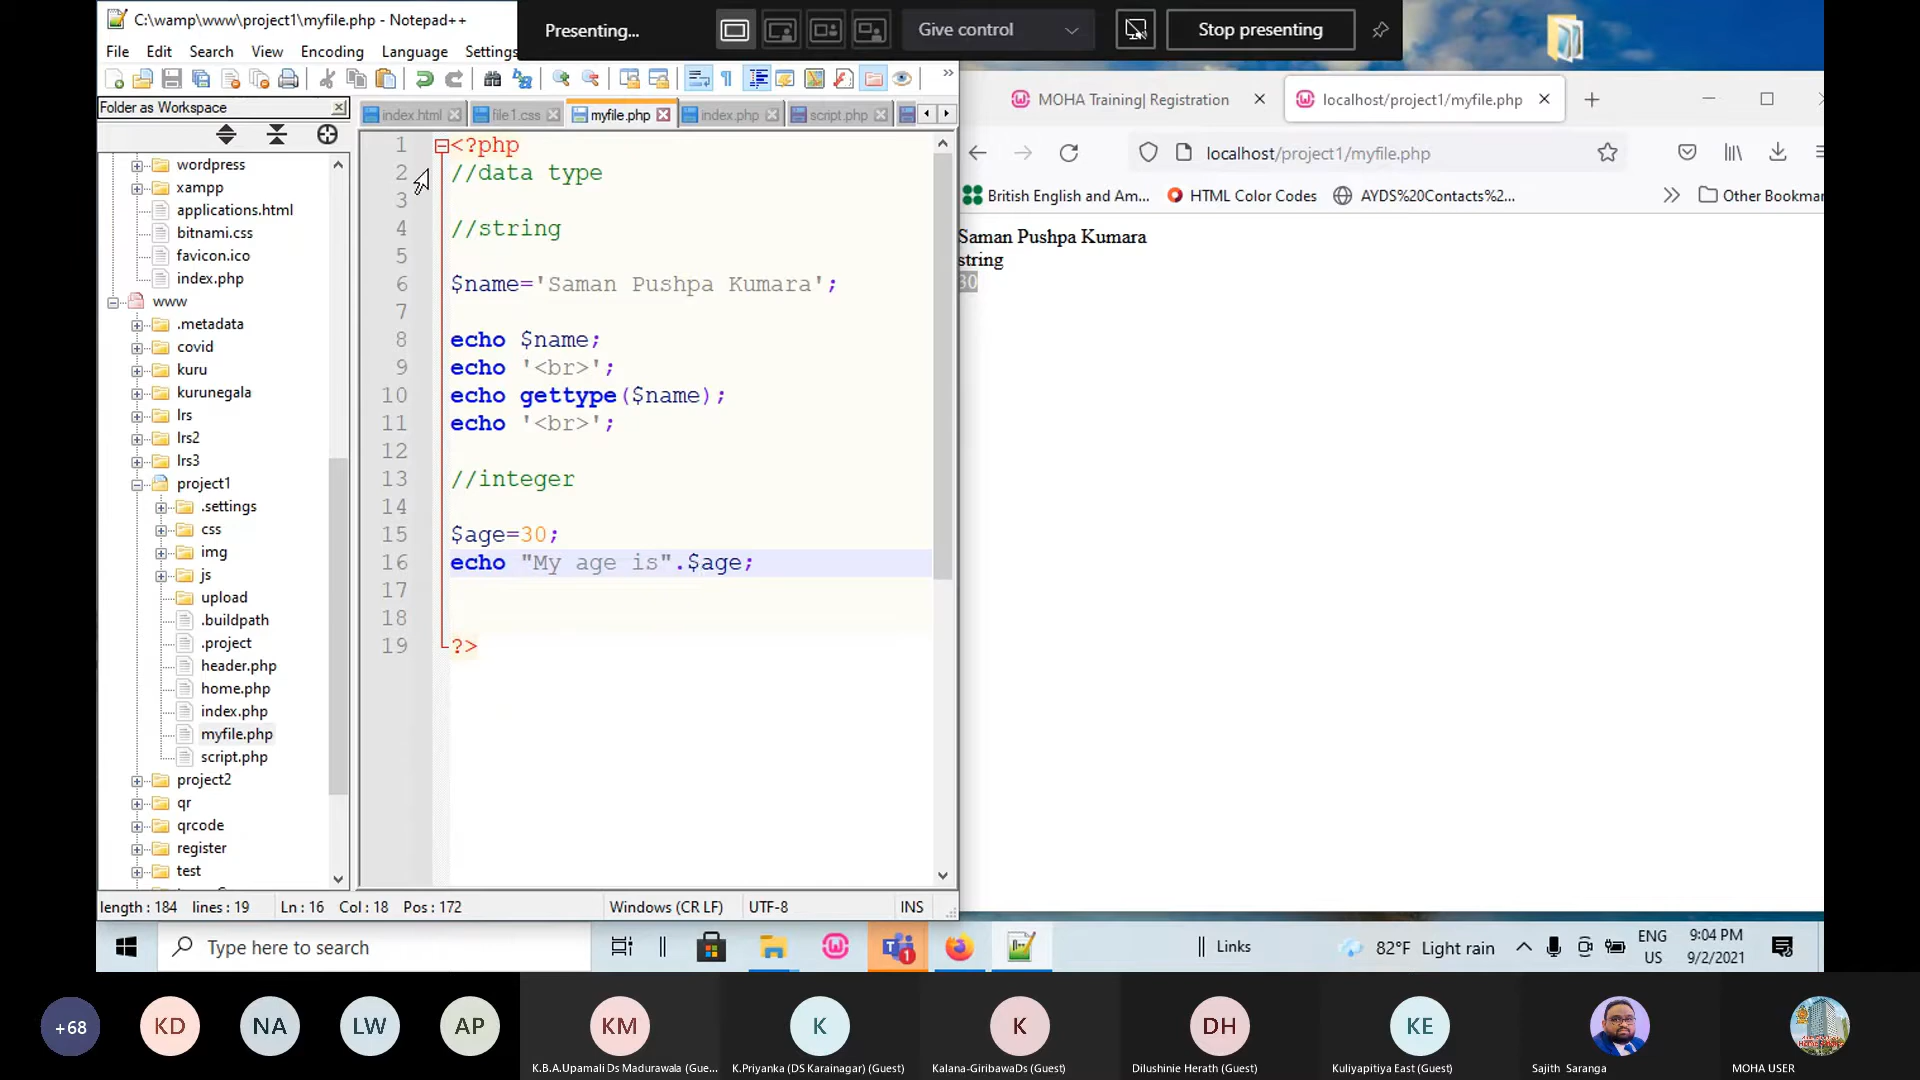 C:\wamp\www\project1\myfile.php - Notepad++
Presenting...
Give control
Stop presenting
File Edit Search View Encoding Language Settings
Folder as Workspace
index.html file1.css myfile.php index.php script.php
wordpress
xampp
applications.html
bitnami.css
favicon.ico
index.php
www
.metadata
covid
kuru
kurunegala
lrs
lrs2
lrs3
project1
.settings
css
img
js
upload
.buildpath
.project
header.php
home.php
index.php
myfile.php
script.php
project2
qr
qrcode
register
test
1 <?php
2 //data type
3
4 //string
5
6 $name='Saman Pushpa Kumara';
7
8 echo $name;
9 echo '<br>';
10 echo gettype($name);
11 echo '<br>';
12
13 //integer
14
15 $age=30;
16 echo "My age is".$age;
17
18
19 ?>
length : 184 lines : 19 Ln : 16 Col : 18 Pos : 172 Windows (CR LF) UTF-8 INS
MOHA Training| Registration
localhost/project1/myfile.php
localhost/project1/myfile.php
British English and Am... HTML Color Codes AYDS%20Contacts%2... Other Bookmar
Saman Pushpa Kumara
string
30
Type here to search
1
Links
82°F Light rain
ENG
US
9:04 PM
9/2/2021
+68 KD NA LW AP KM K K DH KE
K.B.A.Upamali Ds Madurawala (Gue... K.Priyanka (DS Karainagar) (Guest) Kalana-GiribawaDs (Guest) Dilushinie Herath (Guest) Kuliyapitiya East (Guest) Sajith Saranga MOHA USER